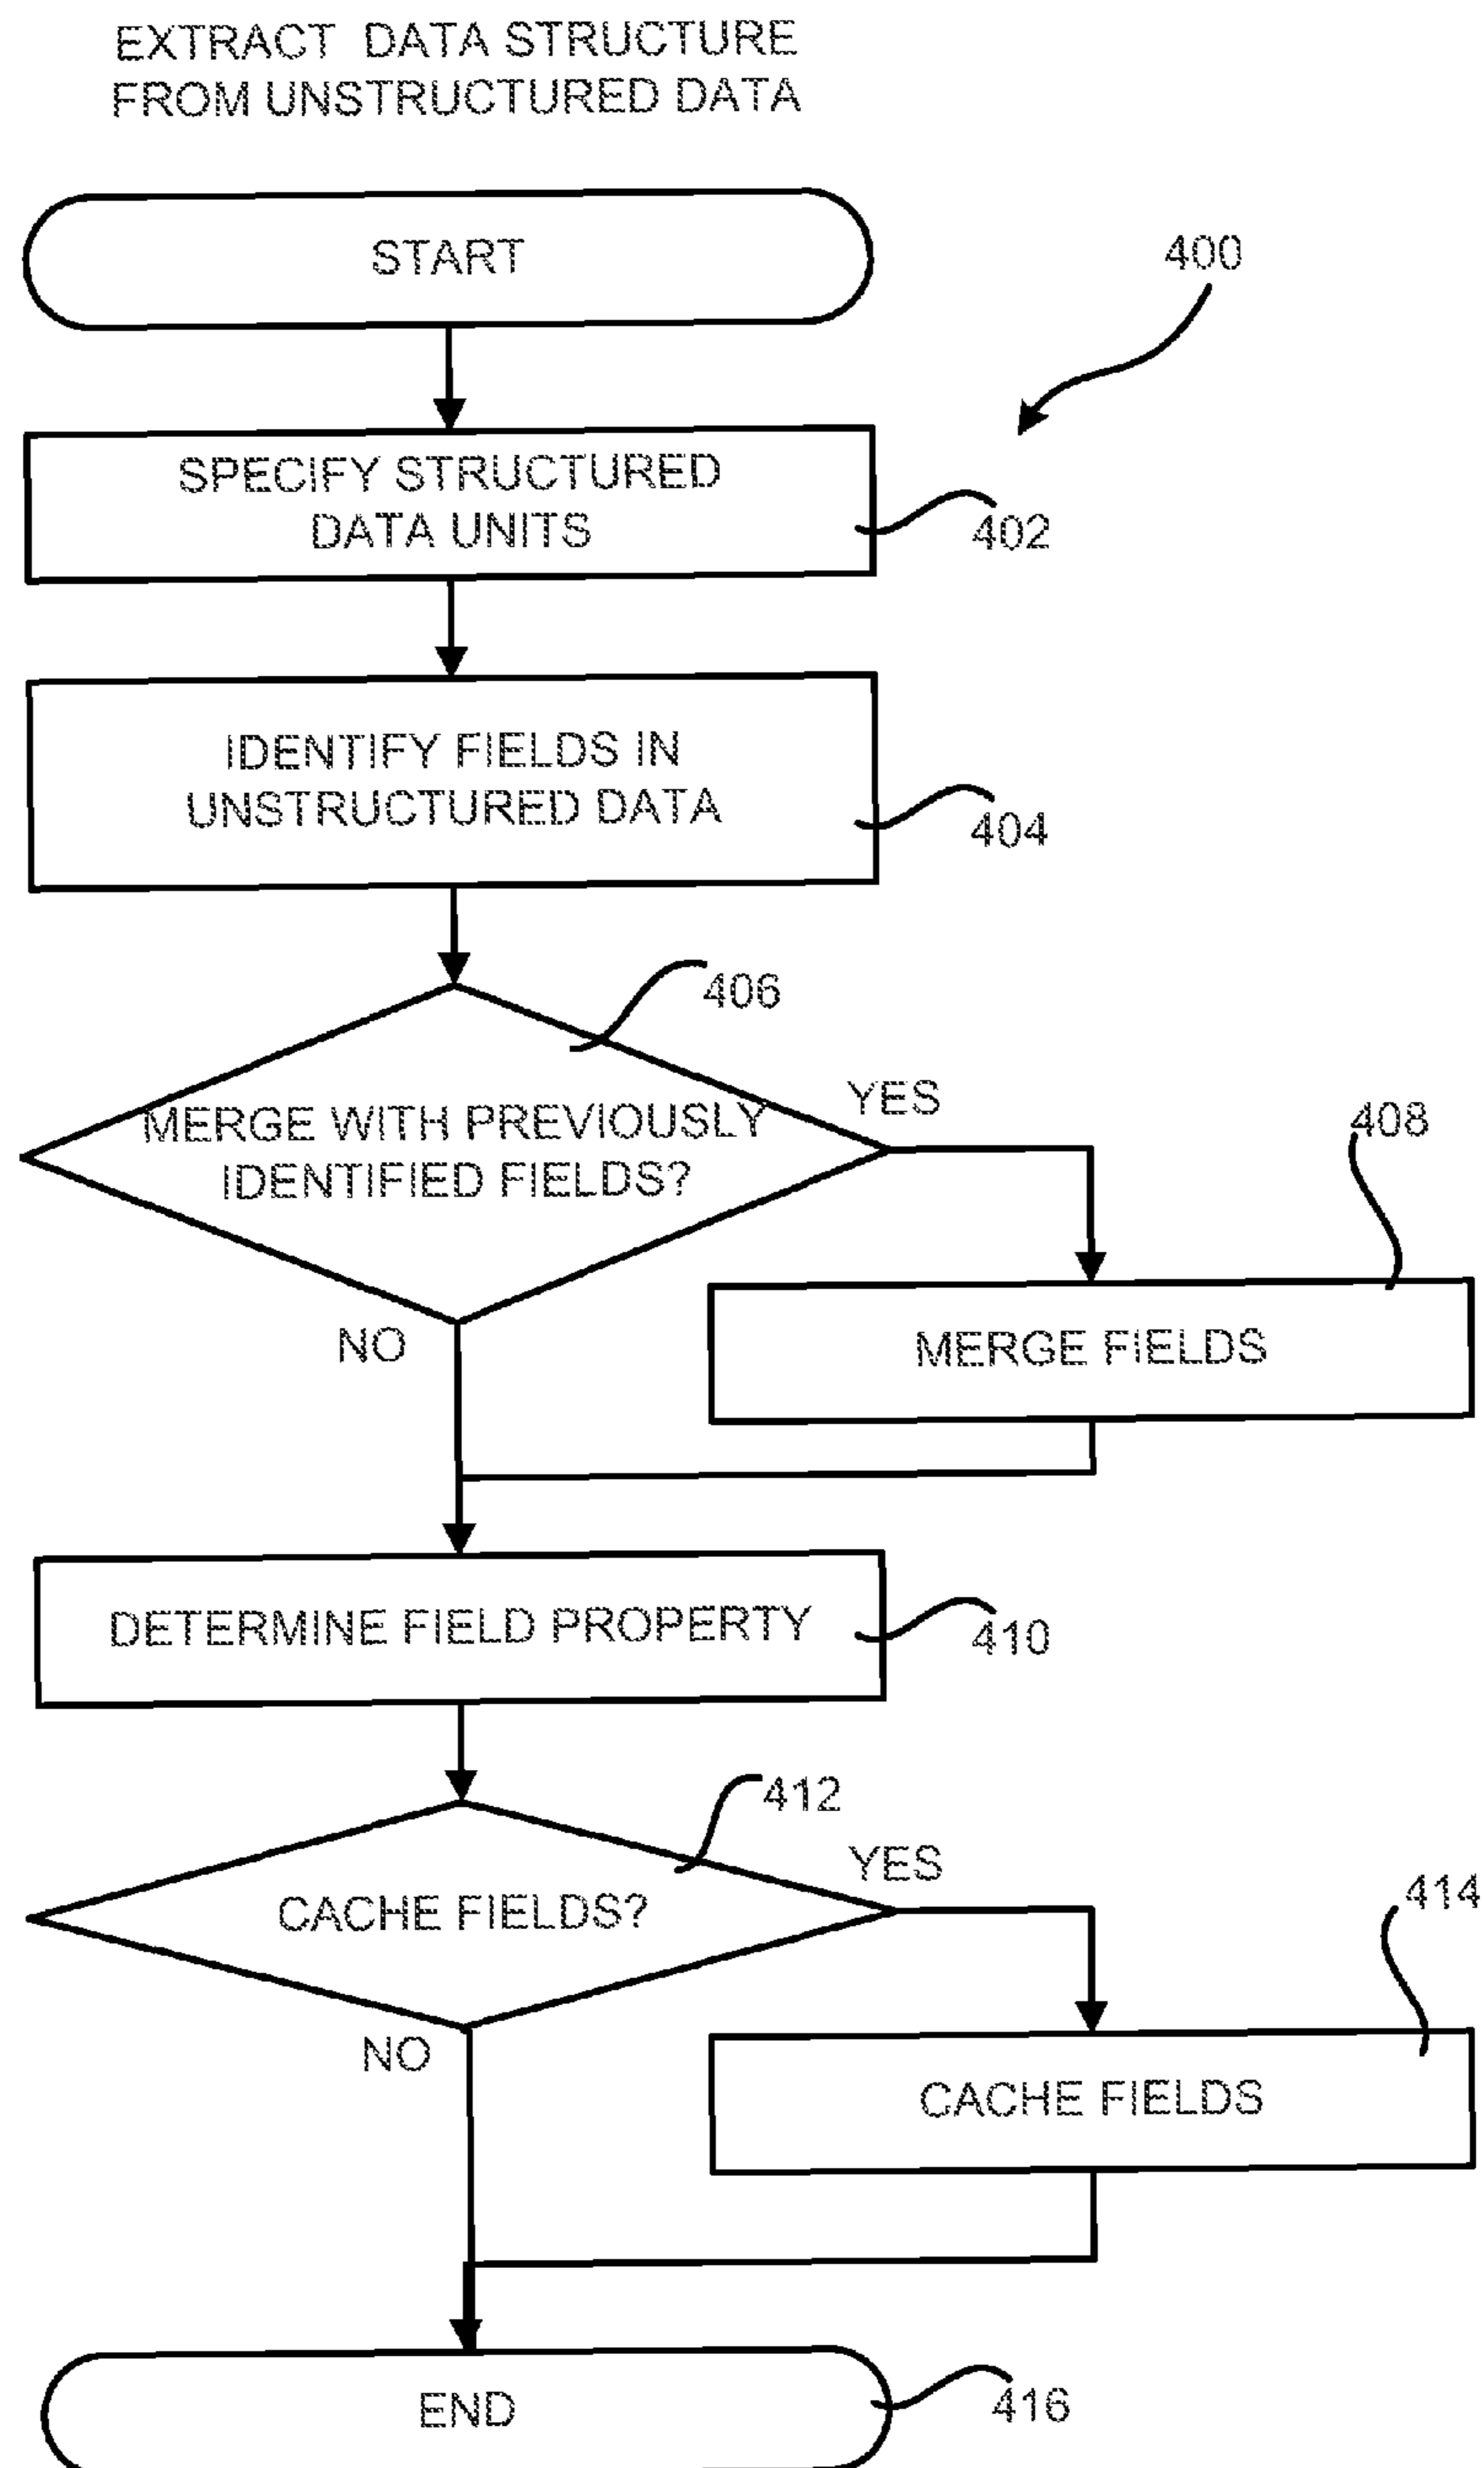 EXTRACT DATA STRUCTURE
FROM UNSTRUCTURED DATA
START
400
SPECIFY STRUCTURED
DATA UNITS
402
IDENTIFY FIELDS IN
UNSTRUCTURED DATA
404
406
MERGE WITH PREVIOUSLY
IDENTIFIED FIELDS?
YES
408
NO
MERGE FIELDS
DETERMINE FIELD PROPERTY
410
412
CACHE FIELDS?
YES
414
NO
CACHE FIELDS
END
416